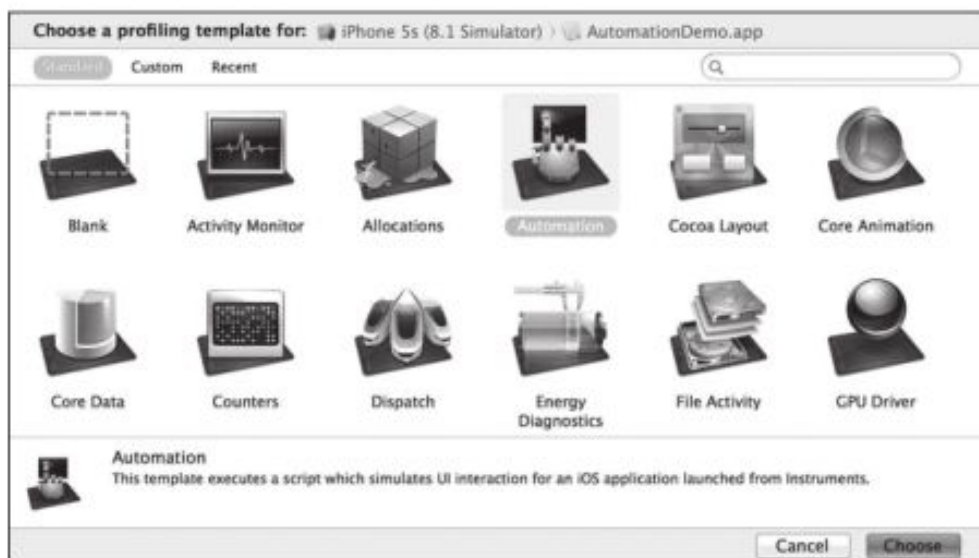 Choose a profiling template for: iPhone 5s (8.1 Simulator) › AutomationDemo.app
Standard Custom Recent
Blank Activity Monitor Allocations Automation Cocoa Layout Core Animation
Core Data Counters Dispatch Energy Diagnostics File Activity GPU Driver
Automation
This template executes a script which simulates UI interaction for an iOS application launched from Instruments.
Cancel Choose